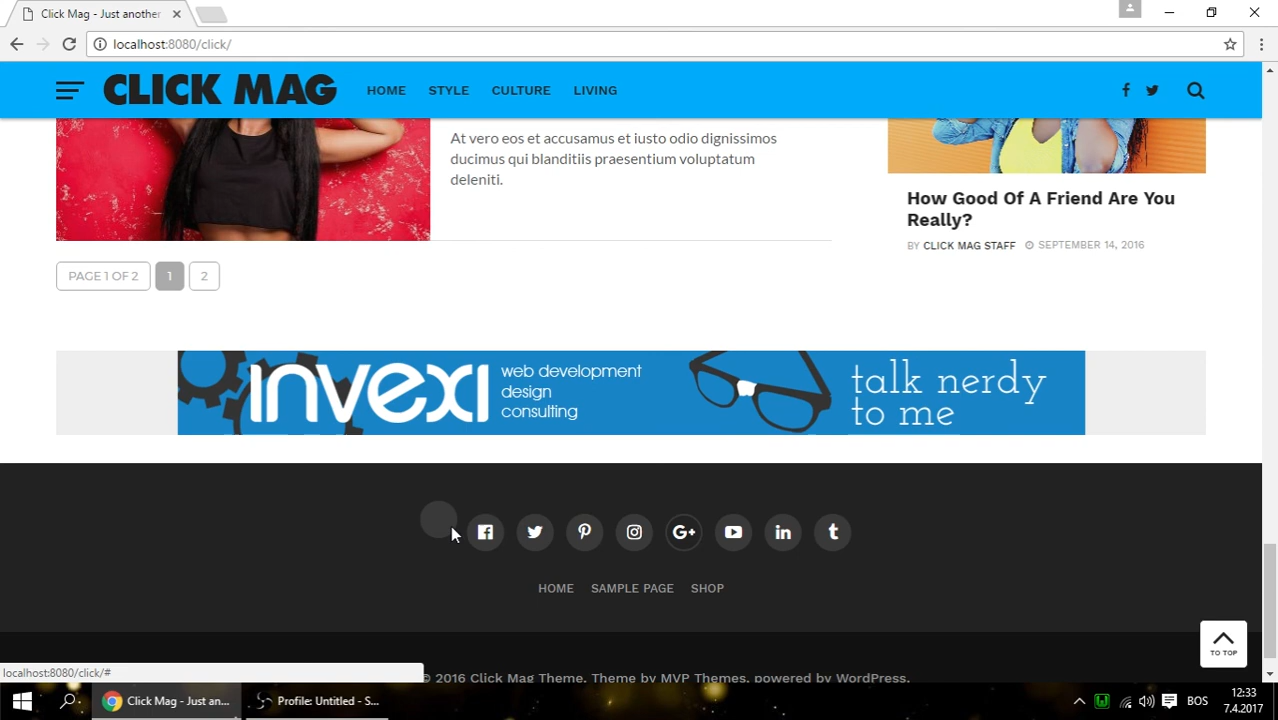 Click Mag - Just another
localhost:8080/click/
CLICK MAG HOME STYLE CULTURE LIVING
At vero eos et accusamus et iusto odio dignissimos
ducimus qui blanditiis praesentium voluptatum
deleniti.
How Good Of A Friend Are You
Really?
BY CLICK MAG STAFF SEPTEMBER 14, 2016
PAGE 1 OF 2 1 2
invexi
web development
design
consulting
talk nerdy
to me
HOME SAMPLE PAGE SHOP
TO TOP
localhost:8080/click/#
© 2016 Click Mag Theme. Theme by MVP Themes, powered by WordPress.
Click Mag - Just an... Profile: Untitled - S... BOS
12:33
7.4.2017